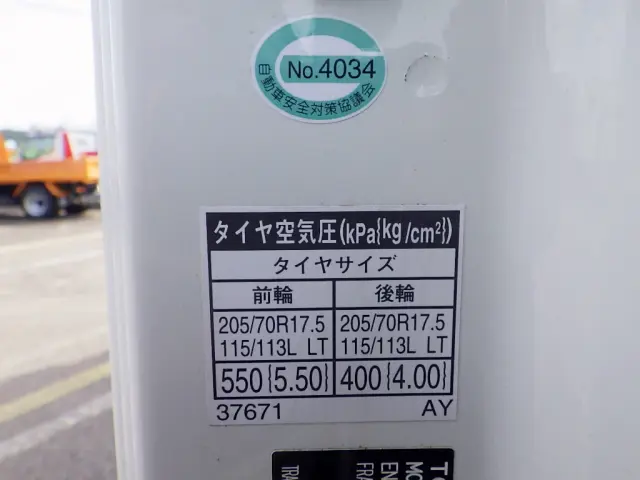 No.4034
自動車安全対策協議会
タイヤ空気圧(kPa{kg/cm²})
タイヤサイズ
前輪 後輪
205/70R17.5 205/70R17.5
115/113L LT 115/113L LT
550{5.50} 400{4.00}
37671 AY